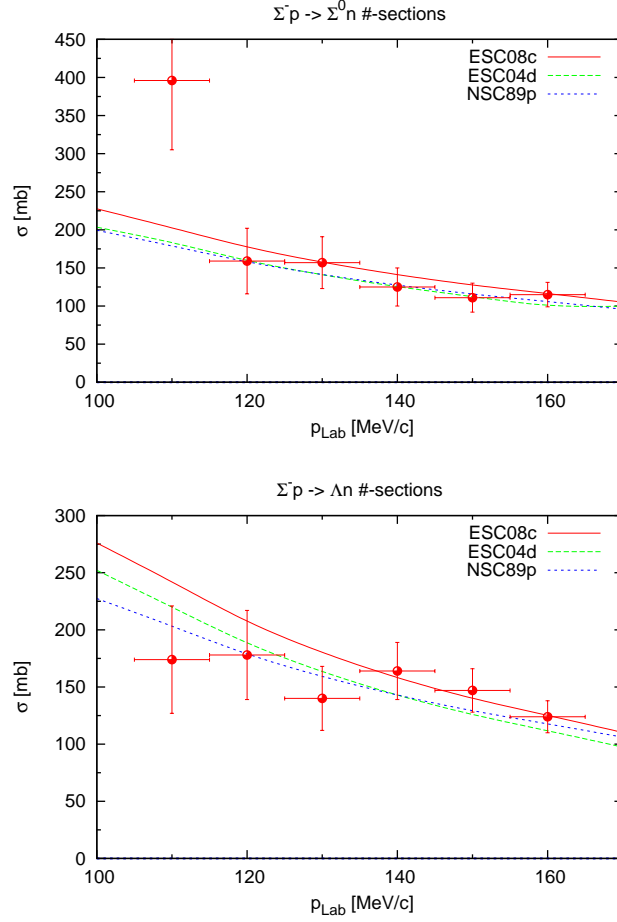 Σ⁻p -> Σ⁰n #-sections
450
400
350
300
250
200
150
100
50
0
σ [mb]
ESC08c
ESC04d
NSC89p
100 120 140 160
p_Lab [MeV/c]
Σ⁻p -> Λn #-sections
300
250
200
150
100
50
0
σ [mb]
ESC08c
ESC04d
NSC89p
100 120 140 160
p_Lab [MeV/c]